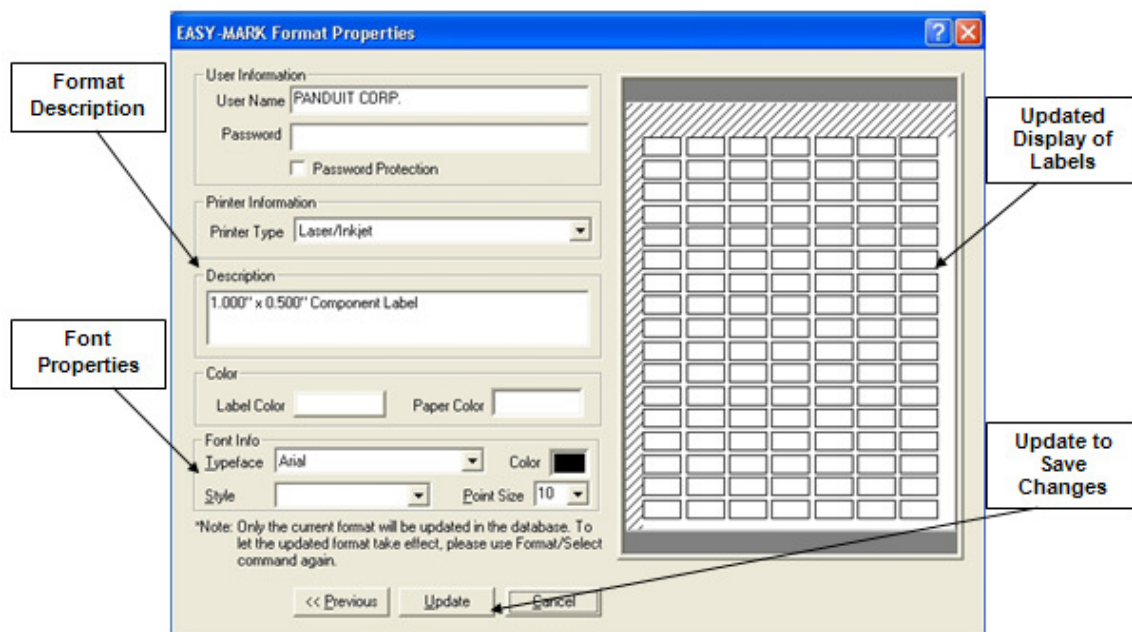 EASY-MARK Format Properties
Format
Description
User Information
User Name PANDUIT CORP.
Password
Password Protection
Updated
Display of
Labels
Printer Information
Printer Type Laser/Inkjet
Description
1.000" x 0.500" Component Label
Font
Properties
Color
Label Color Paper Color
Font Info
Typeface Arial Color
Style Point Size 10
Update to
Save
Changes
*Note: Only the current format will be updated in the database. To
let the updated format take effect, please use Format/Select
command again.
<< Previous Update Cancel